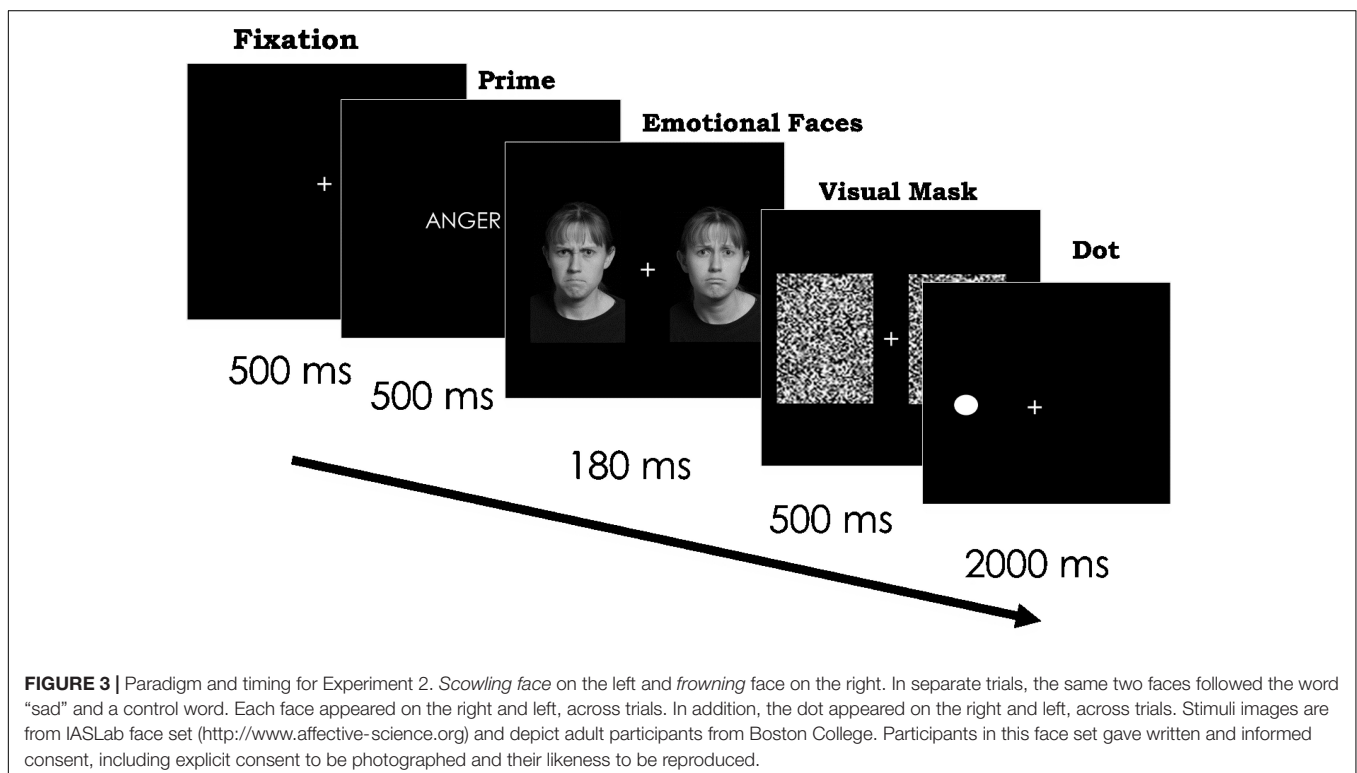 Fixation
Prime
Emotional Faces
Visual Mask
Dot
ANGER
500 ms
500 ms
180 ms
500 ms
2000 ms
FIGURE 3 | Paradigm and timing for Experiment 2. Scowling face on the left and frowning face on the right. In separate trials, the same two faces followed the word
“sad” and a control word. Each face appeared on the right and left, across trials. In addition, the dot appeared on the right and left, across trials. Stimuli images are
from IASLab face set (http://www.affective-science.org) and depict adult participants from Boston College. Participants in this face set gave written and informed
consent, including explicit consent to be photographed and their likeness to be reproduced.